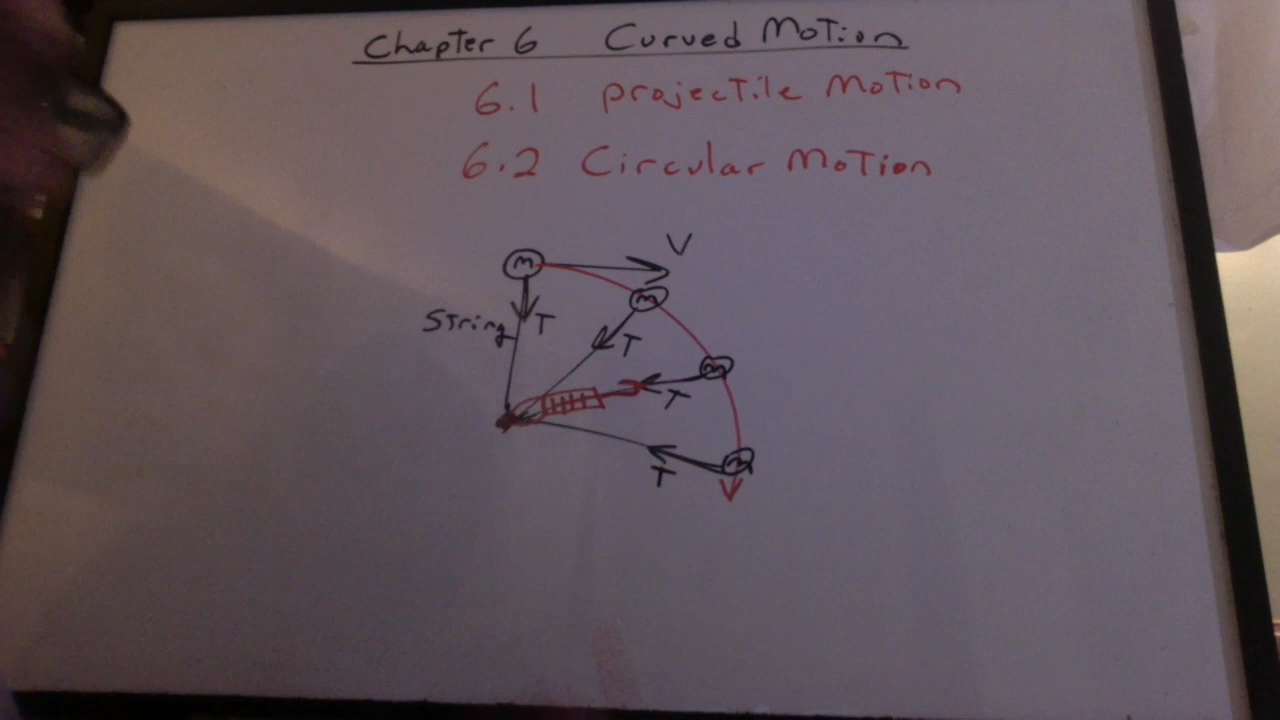 Chapter 6 Curved Motion
6.1 Projectile Motion
6.2 Circular Motion
V
m
m
String T
T
m
T
m
T